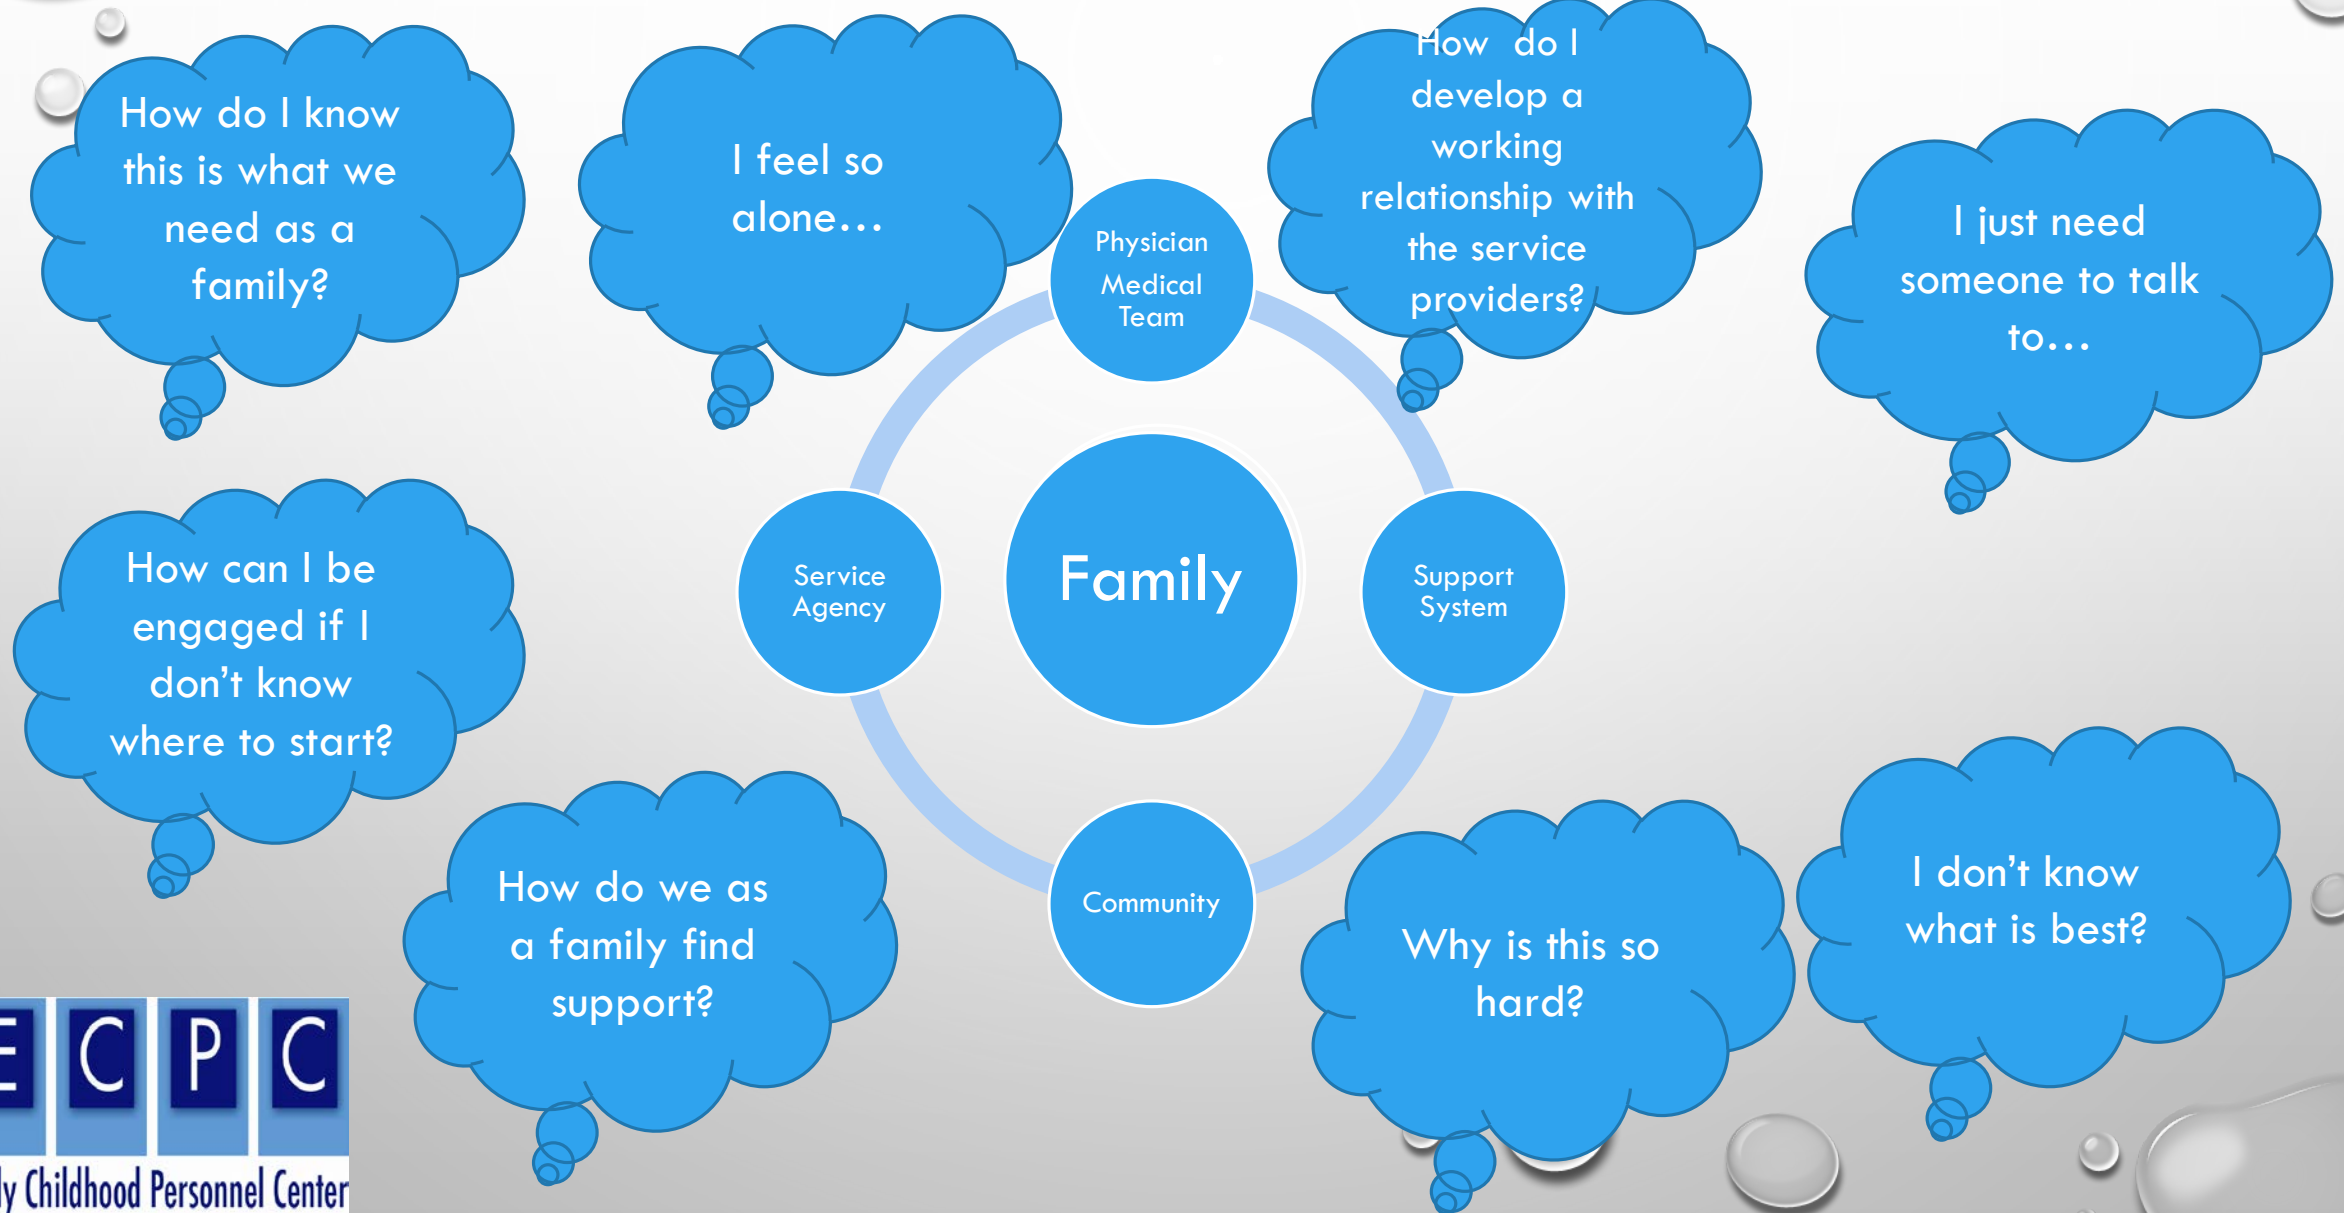 How do I know
this is what we
need as a
family?
I feel so
alone...
How do I
develop a
working
relationship with
the service
providers?
I just need
someone to talk
to...
Physician
Medical
Team
Service
Agency
Family
Support
System
Community
How can I be
engaged if I
don't know
where to start?
How do we as
a family find
support?
Why is this so
hard?
I don't know
what is best?
E C P C
ly Childhood Personnel Center